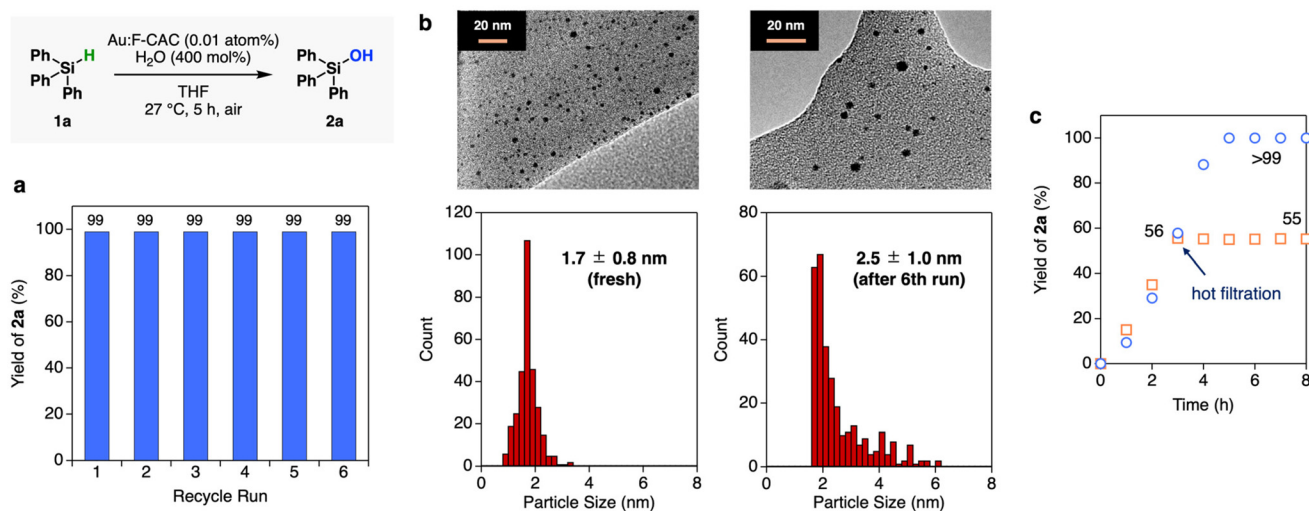 Ph
Si
H
Ph
Ph
1a
Au:F-CAC (0.01 atom%)
H₂O (400 mol%)
THF
27 °C, 5 h, air
Ph
Si
OH
Ph
Ph
2a
a
Yield of 2a (%)
100
80
60
40
20
0
99 99 99 99 99 99
1 2 3 4 5 6
Recycle Run
b
20 nm
20 nm
Count
120
100
80
60
40
20
0
1.7 ± 0.8 nm
(fresh)
0 2 4 6 8
Particle Size (nm)
Count
80
60
40
20
0
2.5 ± 1.0 nm
(after 6th run)
0 2 4 6 8
Particle Size (nm)
c
Yield of 2a (%)
100
80
60
40
20
0
>99
56
55
hot filtration
0 2 4 6 8
Time (h)